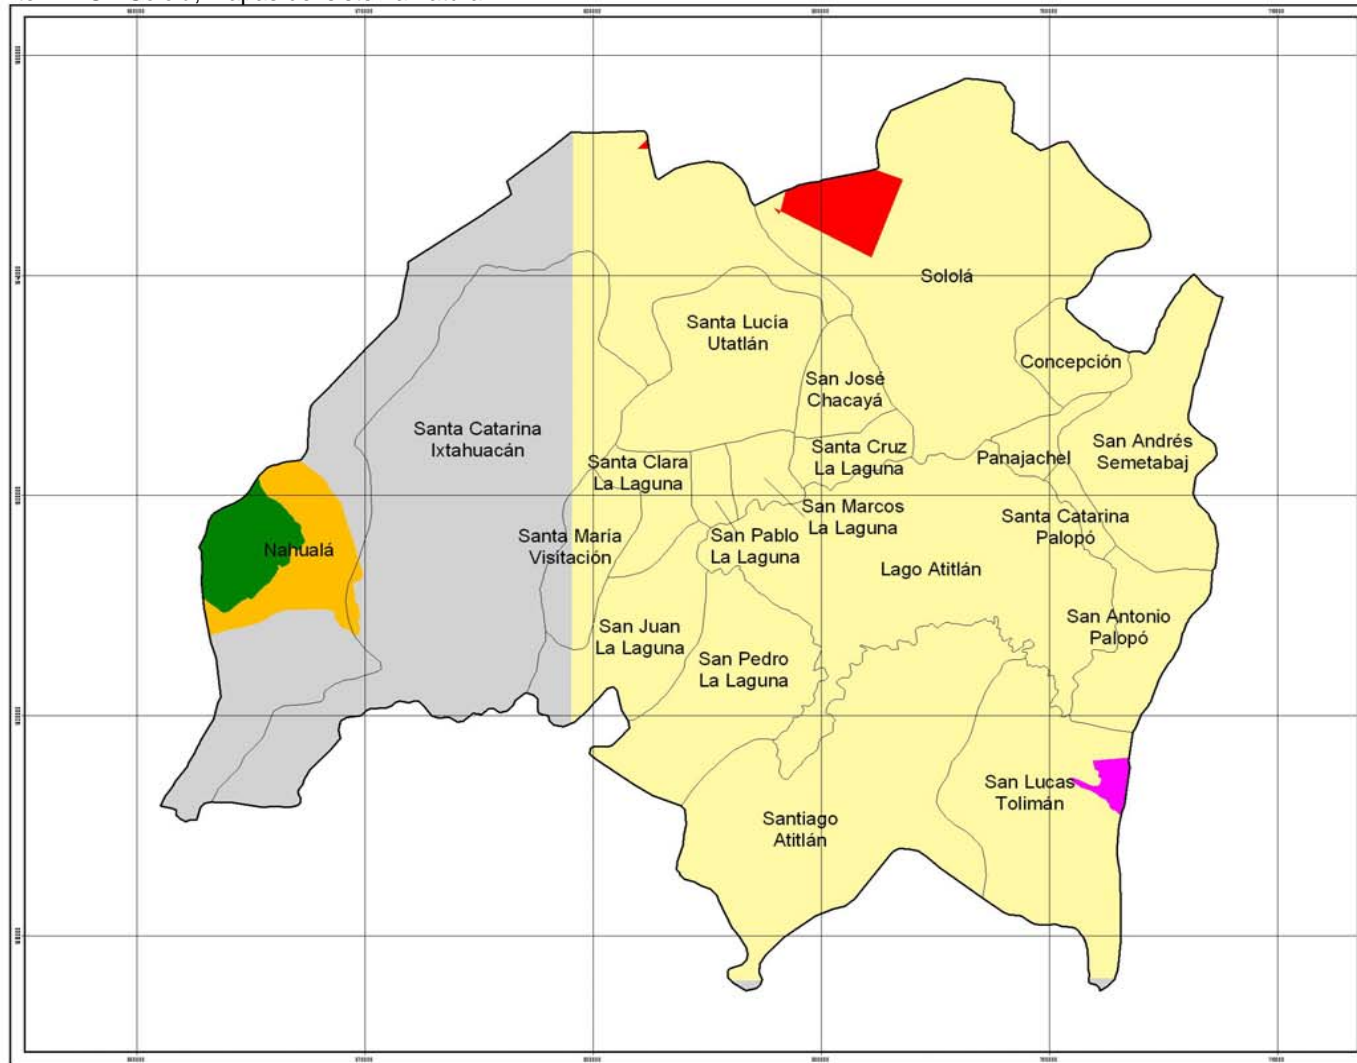 Sololá
Santa Lucía
Utatlán
Concepción
San José
Chacayá
Santa Catarina
Ixtahuacán
San Andrés
Semetabaj
Santa Cruz
La Laguna
Panajachel
Santa Clara
La Laguna
San Marcos
La Laguna
Santa Catarina
Palopó
Nahualá
Santa María
Visitación
San Pablo
La Laguna
Lago Atitlán
San Antonio
Palopó
San Juan
La Laguna
San Pedro
La Laguna
San Lucas
Tolimán
Santiago
Atitlán